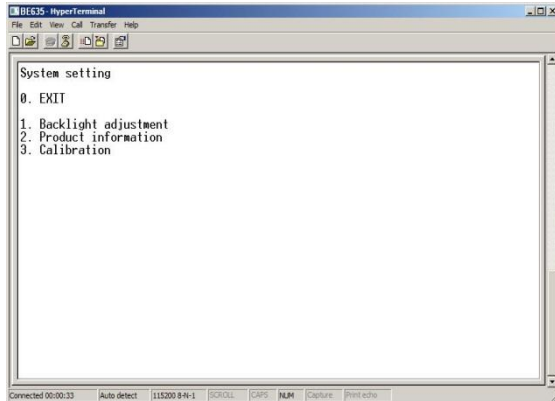 BE635 - HyperTerminal
File Edit View Call Transfer Help
System setting
0. EXIT
1. Backlight adjustment
2. Product information
3. Calibration
Connected 00:00:33 Auto detect 115200 8-N-1 SCROLL CAPS NUM Capture Print echo